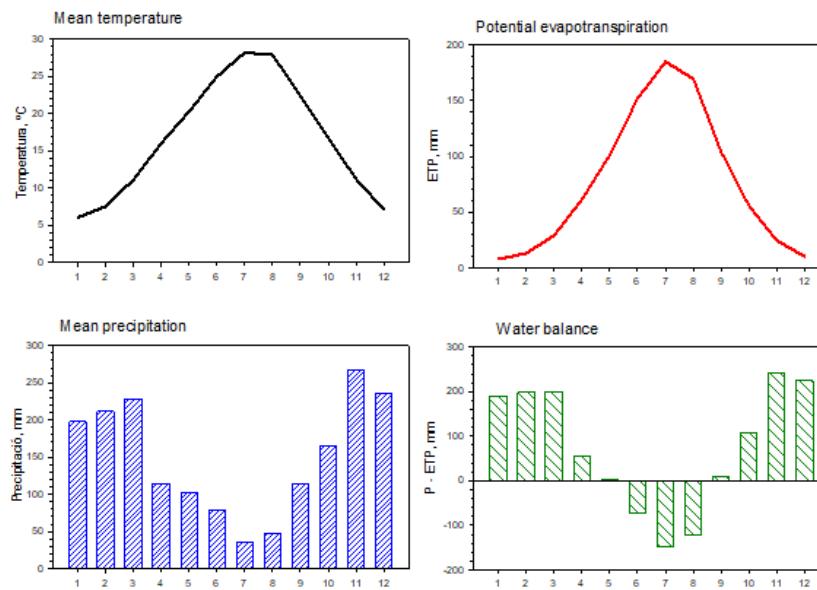 Mean temperature
30
25
20
15
10
5
0
Temperatura, ºC
1 2 3 4 5 6 7 8 9 10 11 12
Potential evapotranspiration
200
150
100
50
0
ETP, mm
1 2 3 4 5 6 7 8 9 10 11 12
Mean precipitation
300
250
200
150
100
50
0
Precipitació, mm
1 2 3 4 5 6 7 8 9 10 11 12
Water balance
300
200
100
0
-100
-200
P - ETP, mm
1 2 3 4 5 6 7 8 9 10 11 12